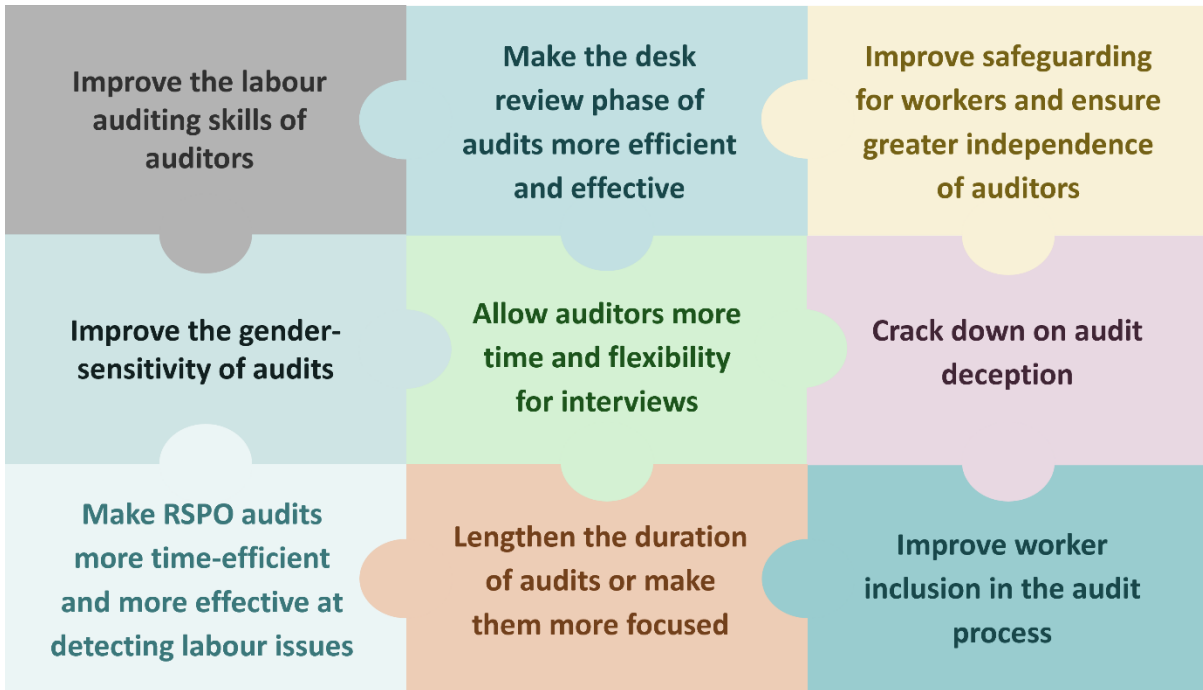 Improve the labour
auditing skills of
auditors
Make the desk
review phase of
audits more efficient
and effective
Improve safeguarding
for workers and ensure
greater independence
of auditors
Improve the gender-
sensitivity of audits
Allow auditors more
time and flexibility
for interviews
Crack down on audit
deception
Make RSPO audits
more time-efficient
and more effective at
detecting labour issues
Lengthen the duration
of audits or make
them more focused
Improve worker
inclusion in the audit
process